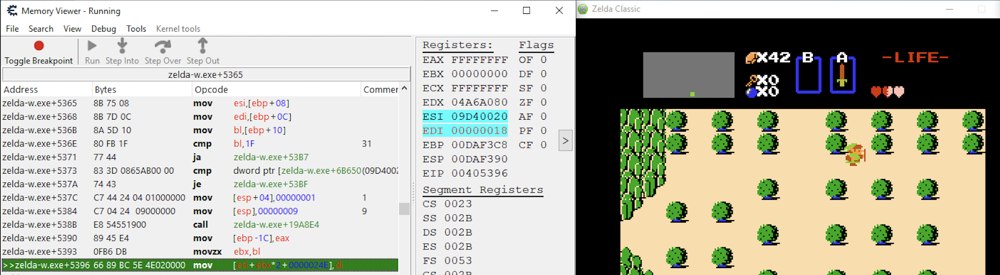 Memory Viewer - Running
File Search View Debug Tools Kernel tools
Toggle Breakpoint Run Step Into Step Over Step Out
zelda-w.exe+5365
Address Bytes Opcode Commer
zelda-w.exe+5365 8B 75 08 mov esi,[ebp+08]
zelda-w.exe+5368 8B 7D 0C mov edi,[ebp+0C]
zelda-w.exe+536B 8A 5D 10 mov bl,[ebp+10]
zelda-w.exe+536E 80 FB 1F cmp bl,1F 31
zelda-w.exe+5371 77 44 ja zelda-w.exe+53B7
zelda-w.exe+5373 83 3D 0865AB00 00 cmp dword ptr [zelda-w.exe+6B650(09D4002
zelda-w.exe+537A 74 43 je zelda-w.exe+53BF
zelda-w.exe+537C C7 44 24 04 01000000 mov [esp+04],00000001 1
zelda-w.exe+5384 C7 04 24 09000000 mov [esp],00000009 9
zelda-w.exe+538B E8 54551900 call zelda-w.exe+19A8E4
zelda-w.exe+5390 89 45 E4 mov [ebp-1C],eax
zelda-w.exe+5393 0FB6 DB movzx ebx,bl
>>zelda-w.exe+5396 66 89 BC 5E 4E020000 mov [esi+ebx*2+0000024E],di
Registers: Flags
EAX FFFFFFFF OF 0
EBX 00000000 DF 0
ECX FFFFFFFF SF 0
EDX 04A6A080 ZF 0
ESI 09D40020 AF 0
EDI 00000018 PF 0
EBP 00DAF3C8 CF 0
ESP 00DAF390
EIP 00405396
>
Segment Registers
CS 0023
SS 002B
DS 002B
ES 002B
FS 0053
GS 002B
Zelda Classic
X42 B A -LIFE-
X0
X0